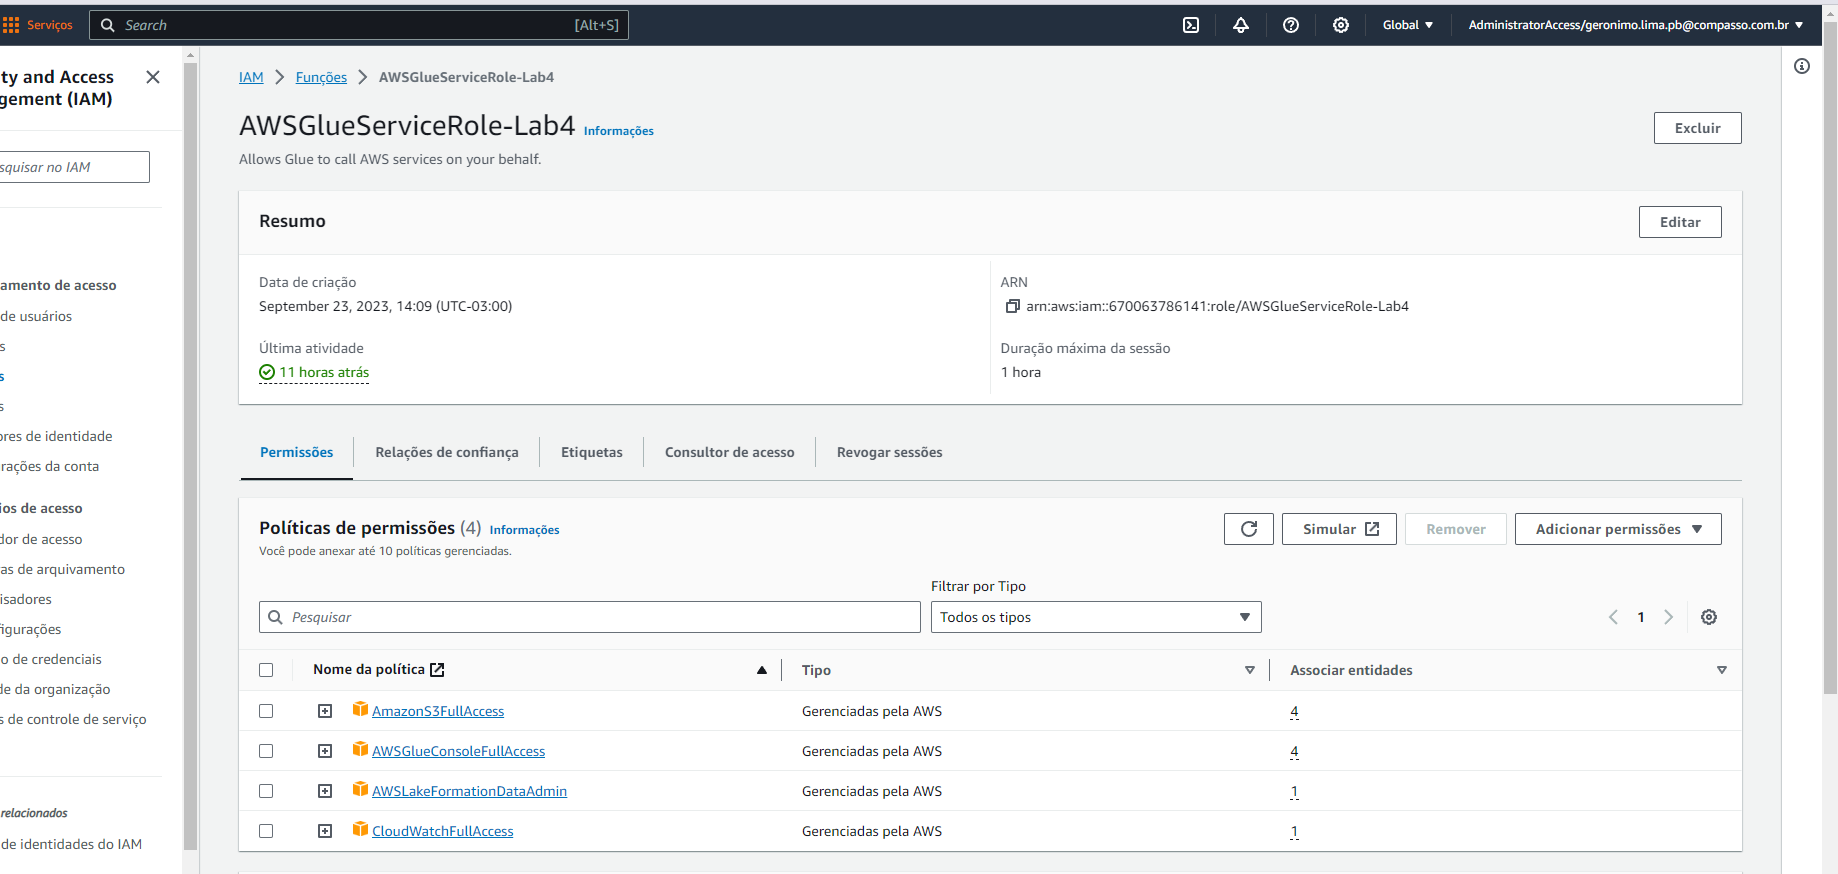 Serviços
Search
[Alt+S]
Global
AdministratorAccess/geronimo.lima.pb@compasso.com.br
ty and Access
gement (IAM)
squisar no IAM
amento de acesso
de usuários
s
s
s
ores de identidade
rações da conta
ios de acesso
dor de acesso
as de arquivamento
isadores
figurações
o de credenciais
de da organização
s de controle de serviço
relacionados
de identidades do IAM
IAM > Funções > AWSGlueServiceRole-Lab4
AWSGlueServiceRole-Lab4 Informações
Excluir
Allows Glue to call AWS services on your behalf.
Resumo
Editar
Data de criação
September 23, 2023, 14:09 (UTC-03:00)
ARN
arn:aws:iam::670063786141:role/AWSGlueServiceRole-Lab4
Última atividade
11 horas atrás
Duração máxima da sessão
1 hora
Permissões
Relações de confiança
Etiquetas
Consultor de acesso
Revogar sessões
Políticas de permissões (4) Informações
Você pode anexar até 10 políticas gerenciadas.
Simular
Remover
Adicionar permissões
Filtrar por Tipo
Pesquisar
Todos os tipos
1
Nome da política
Tipo
Associar entidades
AmazonS3FullAccess Gerenciadas pela AWS 4
AWSGlueConsoleFullAccess Gerenciadas pela AWS 4
AWSLakeFormationDataAdmin Gerenciadas pela AWS 1
CloudWatchFullAccess Gerenciadas pela AWS 1